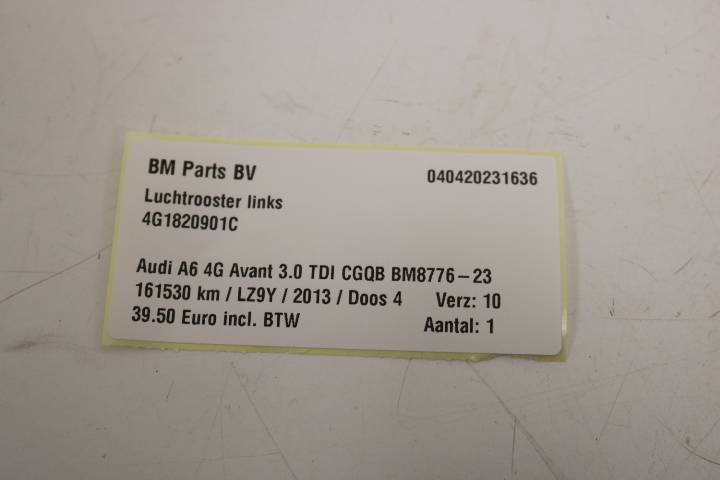 BM Parts BV 040420231636
Luchtrooster links
4G1820901C
Audi A6 4G Avant 3.0 TDI CGQB BM8776-23
161530 km / LZ9Y / 2013 / Doos 4 Verz: 10
39.50 Euro incl. BTW Aantal: 1